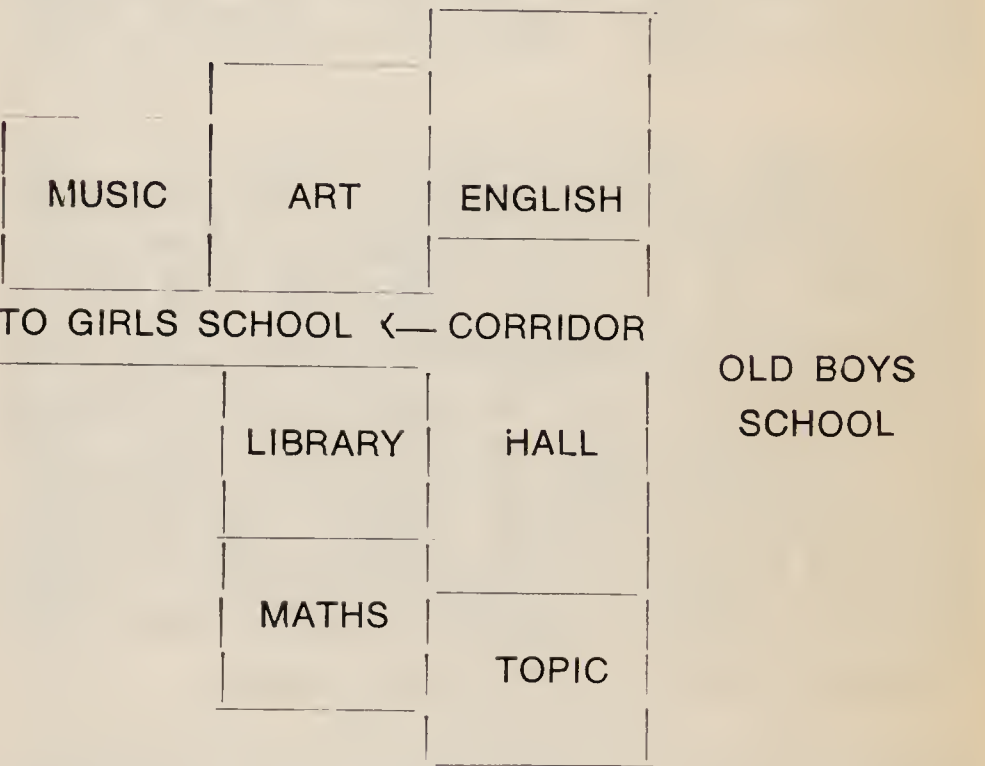 MUSIC ART ENGLISH
TO GIRLS SCHOOL <— CORRIDOR
OLD BOYS
SCHOOL
LIBRARY HALL
MATHS
TOPIC